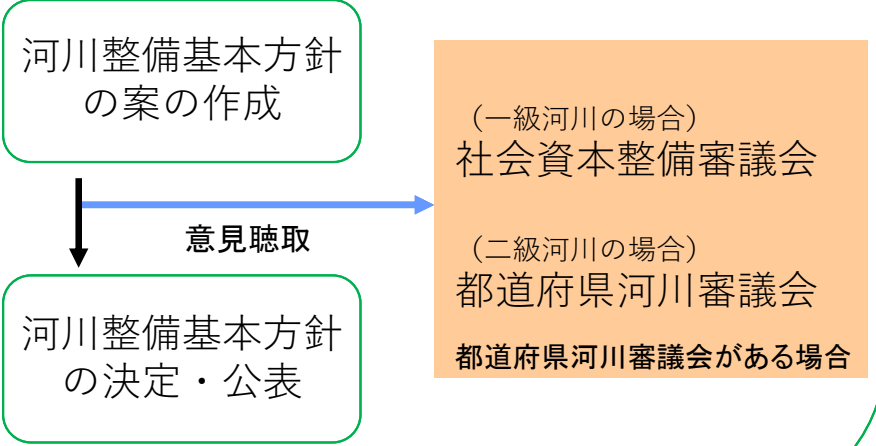 河川整備基本方針
の案の作成
意見聴取
河川整備基本方針
の決定・公表
（一級河川の場合）
社会資本整備審議会
（二級河川の場合）
都道府県河川審議会
都道府県河川審議会がある場合